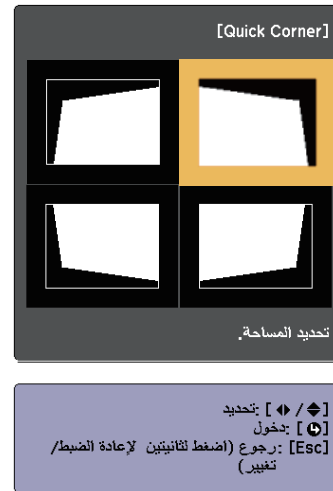 [Quick Corner]
تحديد المساحة.
[⬍ / ⬌] :تحديد
[↵] :دخول
[Esc] :رجوع (اضغط لثانيتين لإعادة الضبط/
تغيير)